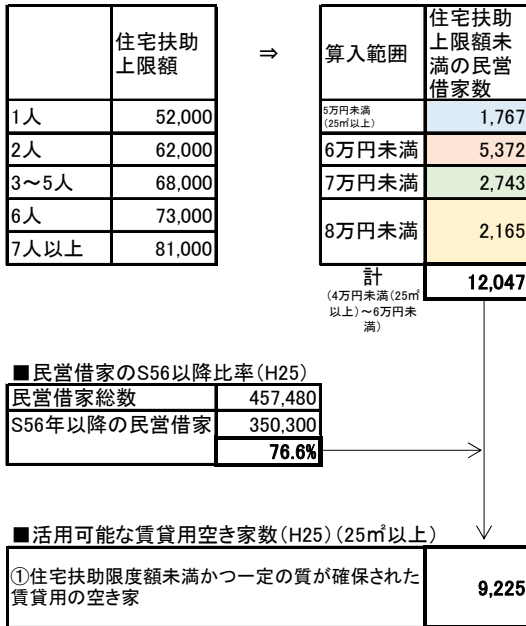 住宅扶助
上限額
⇒
算入範囲
住宅扶助
上限額未
満の民営
借家数
1人 52,000
2人 62,000
3～5人 68,000
6人 73,000
7人以上 81,000
5万円未満
(25㎡以上)
1,767
6万円未満 5,372
7万円未満 2,743
8万円未満 2,165
計
(4万円未満(25㎡
以上)～6万円未
満)
12,047
■民営借家のS56以降比率(H25)
民営借家総数 457,480
S56年以降の民営借家 350,300
76.6%
■活用可能な賃貸用空き家数(H25)(25㎡以上)
①住宅扶助限度額未満かつ一定の質が確保された
賃貸用の空き家
9,225